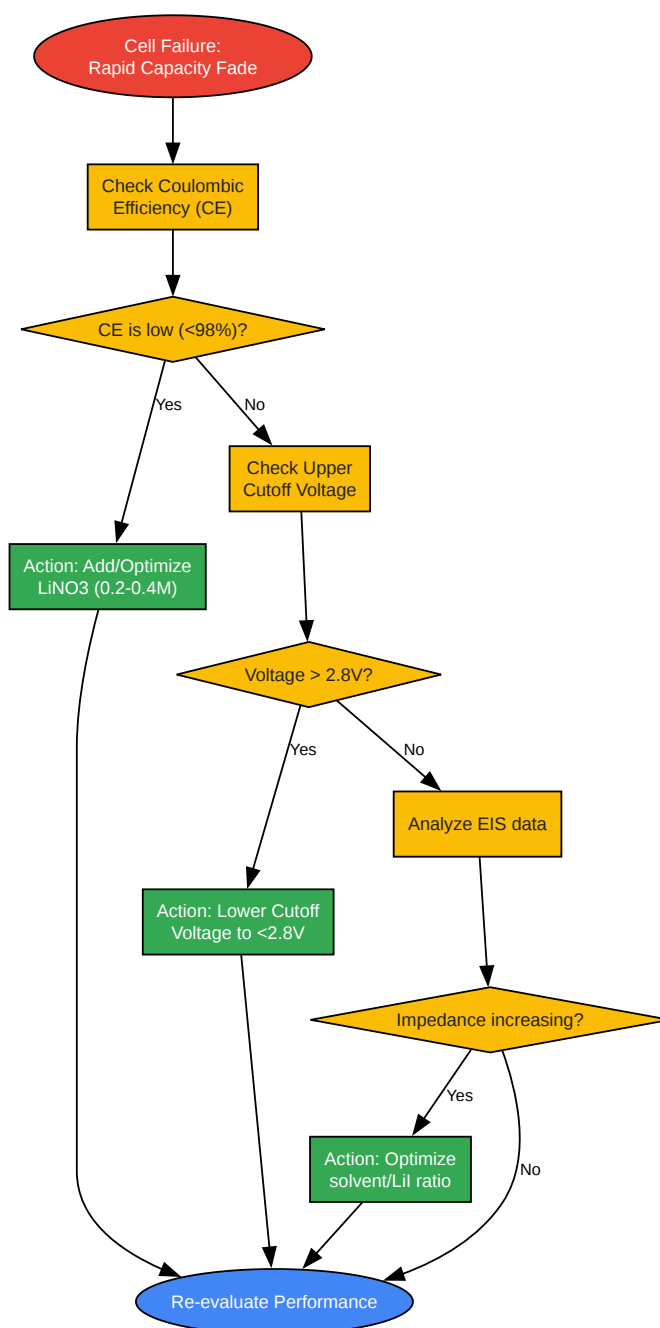 Cell Failure:
Rapid Capacity Fade
Check Coulombic
Efficiency (CE)
CE is low (<98%)?
Yes
No
Check Upper
Cutoff Voltage
Action: Add/Optimize
LiNO3 (0.2-0.4M)
Voltage > 2.8V?
Yes
No
Analyze EIS data
Action: Lower Cutoff
Voltage to <2.8V
Impedance increasing?
Yes
No
Action: Optimize
solvent/LiI ratio
Re-evaluate Performance